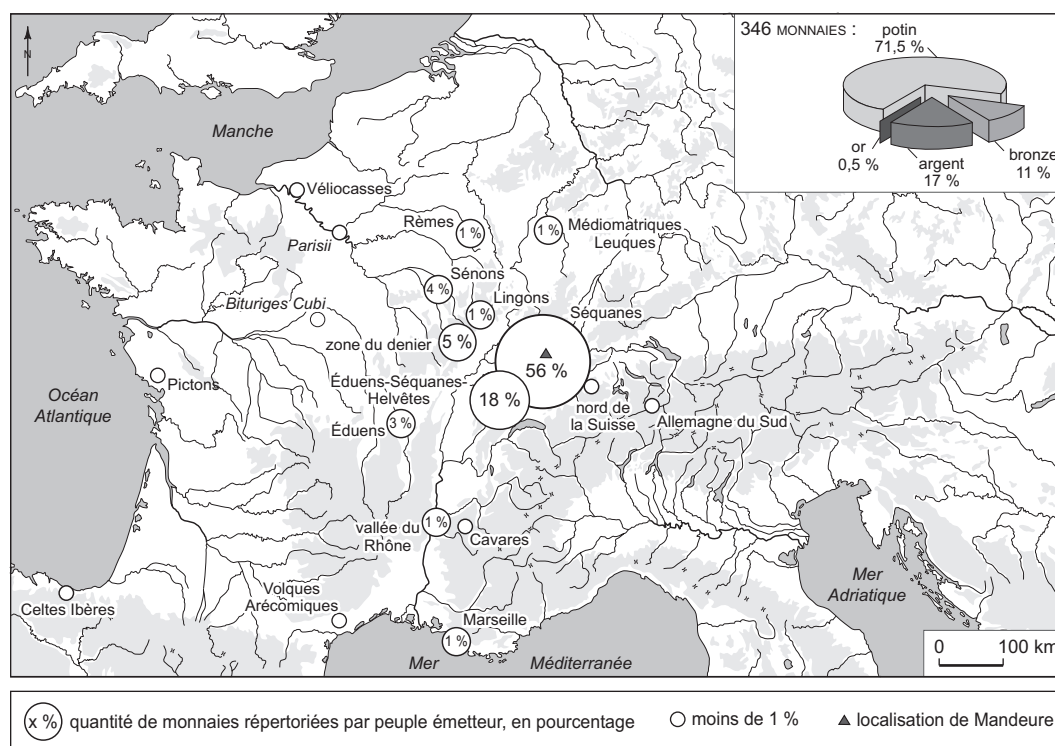 346 MONNAIES :
potin
71,5 %
or
0,5 %
argent
17 %
bronze
11 %
N
Manche
Véliocasses
Parisii
Rèmes
1 %
1 %
Médiomatriques
Leuques
Sénons
4 %
Lingons
1 %
Bituriges Cubi
Séquanes
zone du denier
5 %
56 %
Pictons
Océan
Atlantique
Éduens-Séquanes-
Helvètes
18 %
Éduens
3 %
nord de
la Suisse
Allemagne du Sud
vallée du
Rhône
1 %
Cavares
Mer
Adriatique
Celtes Ibères
Volques
Arécomiques
Marseille
1 %
Mer Méditerranée
0 100 km
x % quantité de monnaies répertoriées par peuple émetteur, en pourcentage
moins de 1 %
localisation de Mandeure